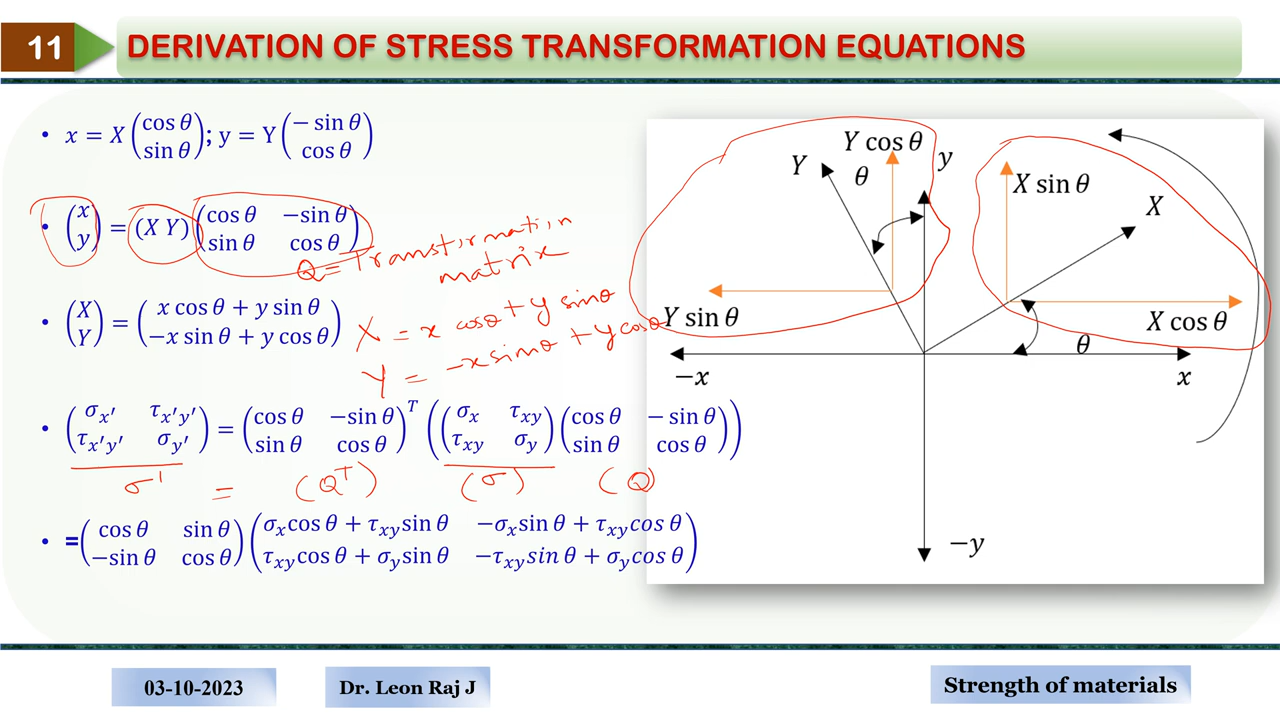 11
DERIVATION OF STRESS TRANSFORMATION EQUATIONS
• x = X (cos θ
sin θ) ; y = Y (− sin θ
cos θ)
• (x
y) = (X Y) (cos θ −sin θ
sin θ cos θ)
Q = Transformation
matrix
• (X
Y) = (x cos θ + y sin θ
−x sin θ + y cos θ)
X = x cosθ + y sinθ
Y = -x sinθ + y cosθ
• (σx′ τx′y′
τx′y′ σy′) = (cos θ −sin θ
sin θ cos θ)^T ((σx τxy
τxy σy) (cos θ − sin θ
sin θ cos θ))
σ' = (Q^T) (σ) (Q)
• =(cos θ sin θ
−sin θ cos θ) (σx cos θ + τxy sin θ −σx sin θ + τxy cos θ
τxy cos θ + σy sin θ −τxy sin θ + σy cos θ)
Y cos θ
Y
θ
y
X sin θ
X
Y sin θ
X cos θ
θ
−x
x
−y
03-10-2023
Dr. Leon Raj J
Strength of materials